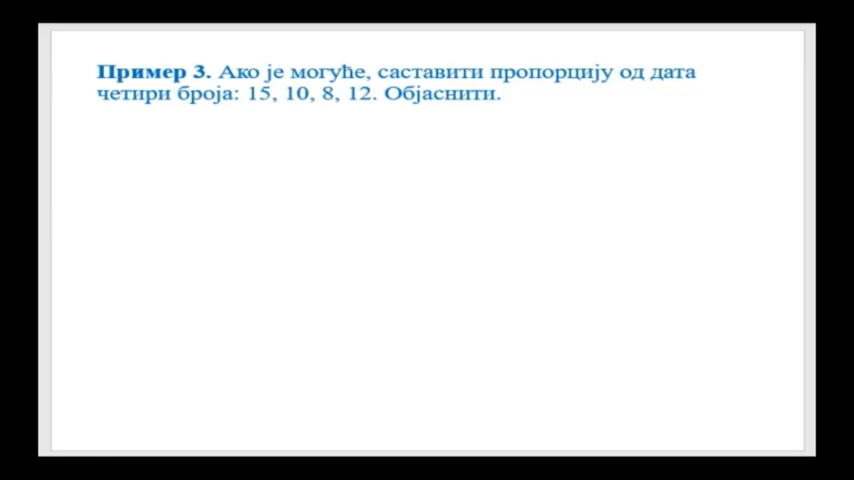 Пример 3. Ако је могуће, саставити пропорцију од дата
четири броја: 15, 10, 8, 12. Објаснити.